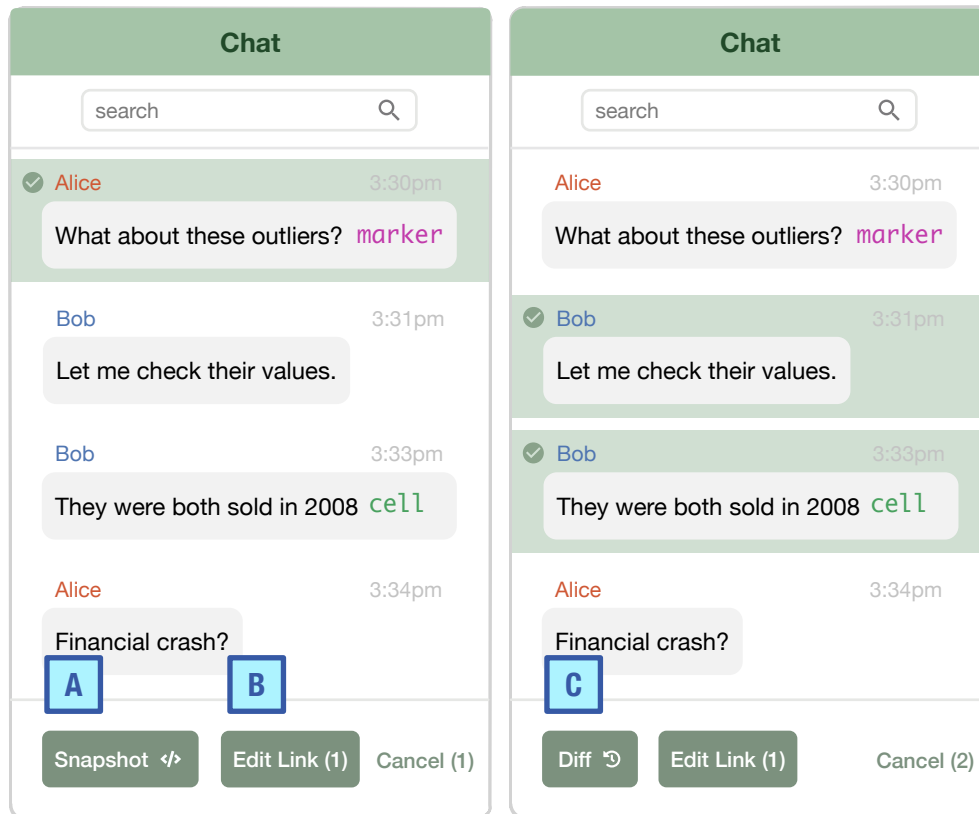 Chat
search
Alice 3:30pm
What about these outliers? marker
Bob 3:31pm
Let me check their values.
Bob 3:33pm
They were both sold in 2008 cell
Alice 3:34pm
Financial crash?
A B
Snapshot </> Edit Link (1) Cancel (1)
Chat
search
Alice 3:30pm
What about these outliers? marker
Bob 3:31pm
Let me check their values.
Bob 3:33pm
They were both sold in 2008 cell
Alice 3:34pm
Financial crash?
C
Diff Edit Link (1) Cancel (2)